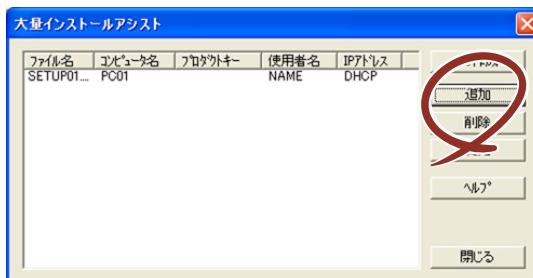 大量インストールアシスト
ファイル名 コンピュータ名 プロダクトキー 使用者名 IPアドレス
SETUP01... PC01 NAME DHCP
追加
削除
ヘルプ
閉じる